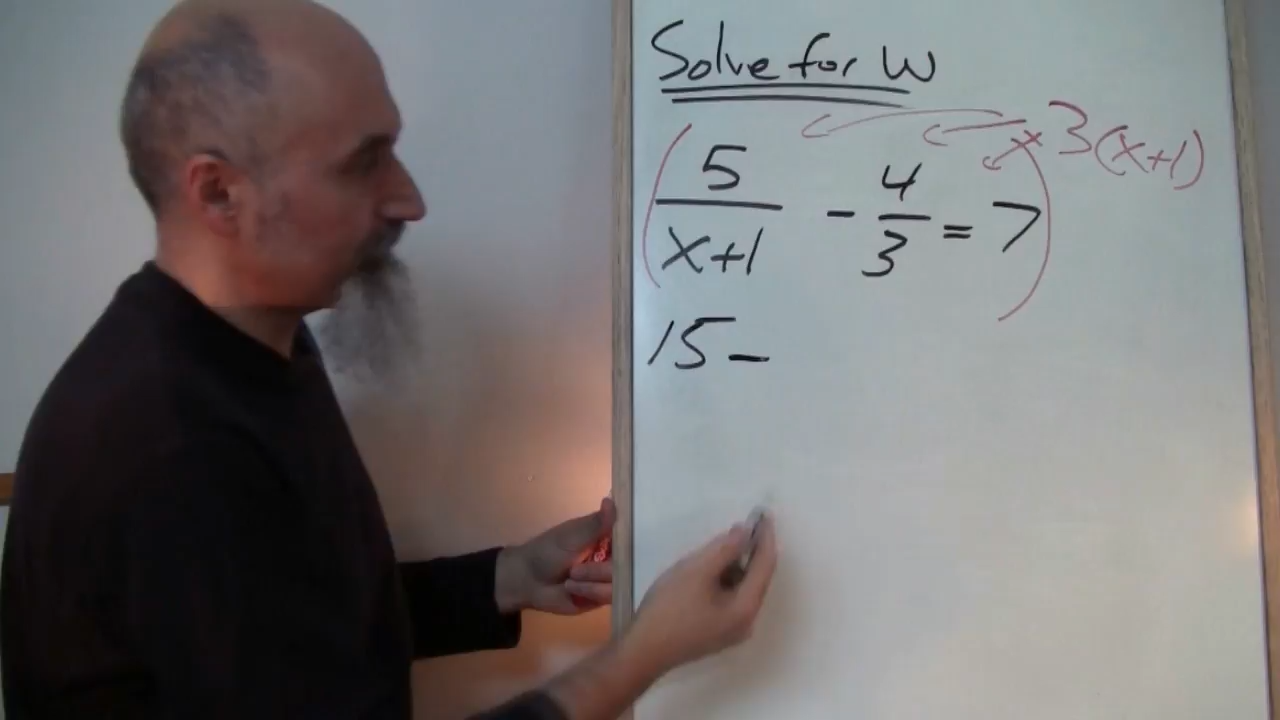 Solve for W
( 5/(x+1) - 4/3 = 7 ) × 3(x+1)
15 -